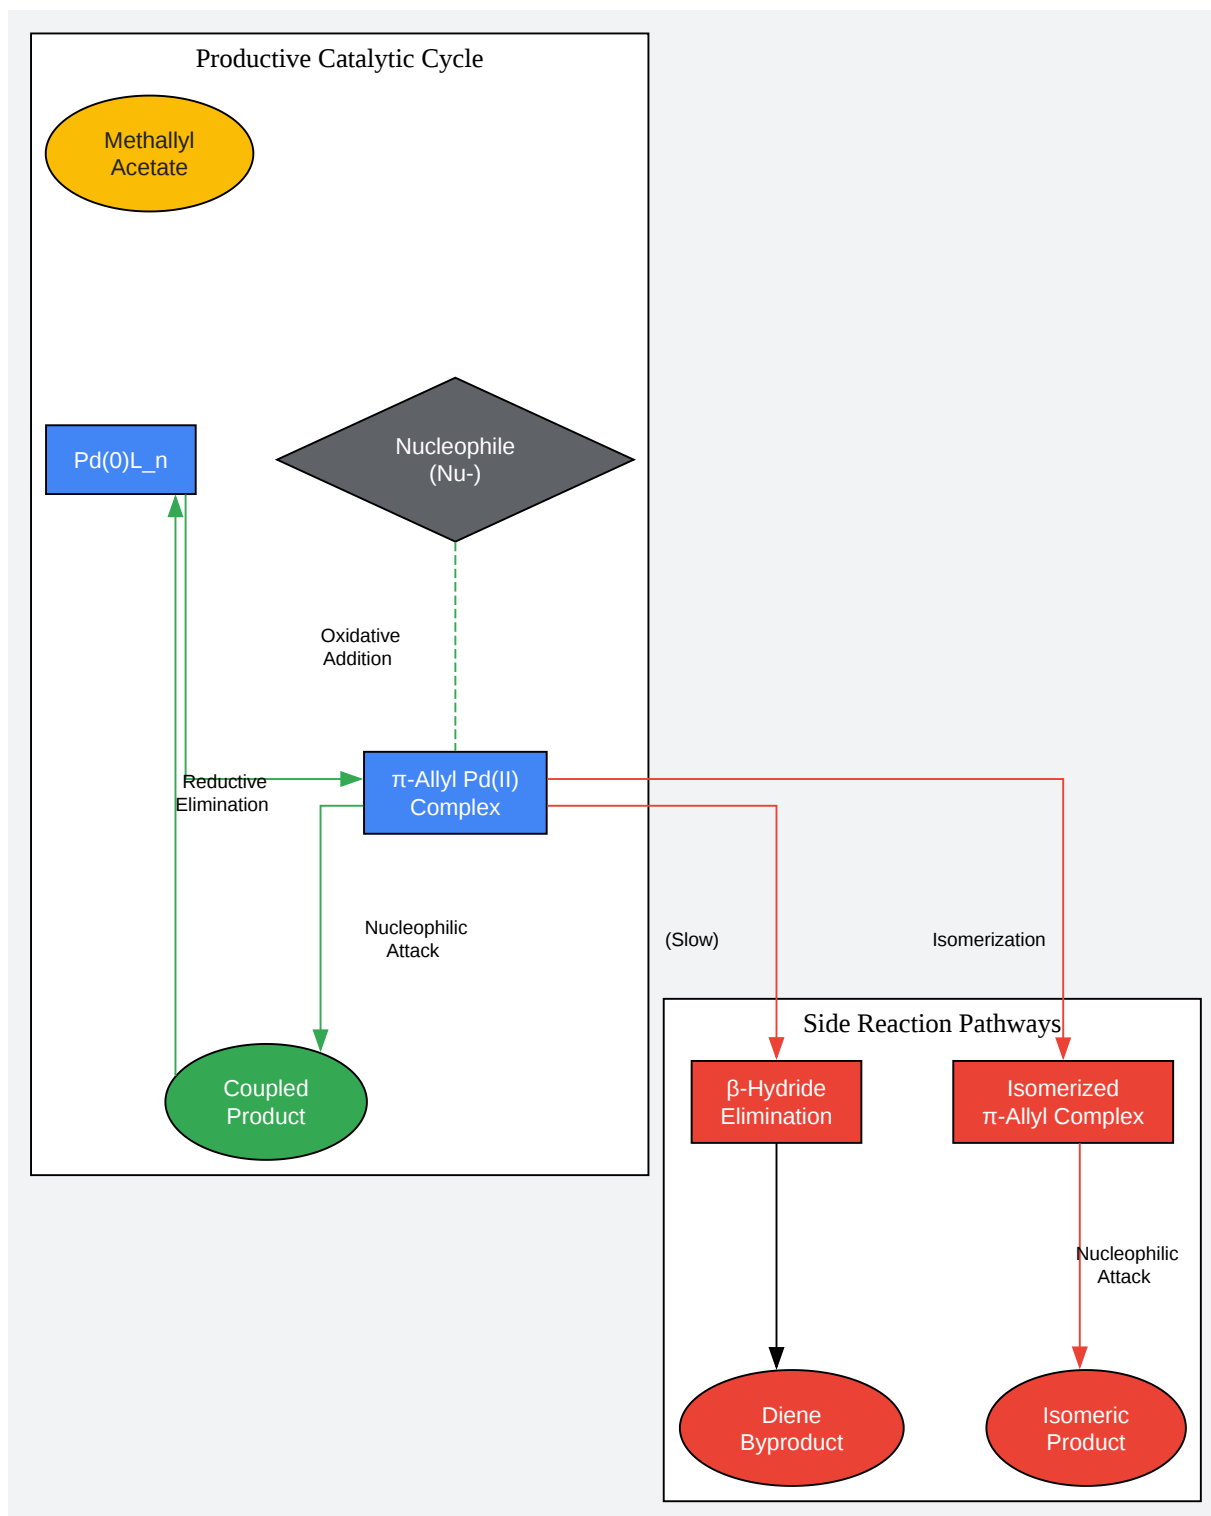 Productive Catalytic Cycle
Methallyl
Acetate
Pd(0)L_n
Nucleophile
(Nu-)
Oxidative
Addition
Reductive
Elimination
π-Allyl Pd(II)
Complex
Nucleophilic
Attack
(Slow)
Isomerization
Coupled
Product
Side Reaction Pathways
β-Hydride
Elimination
Isomerized
π-Allyl Complex
Nucleophilic
Attack
Diene
Byproduct
Isomeric
Product